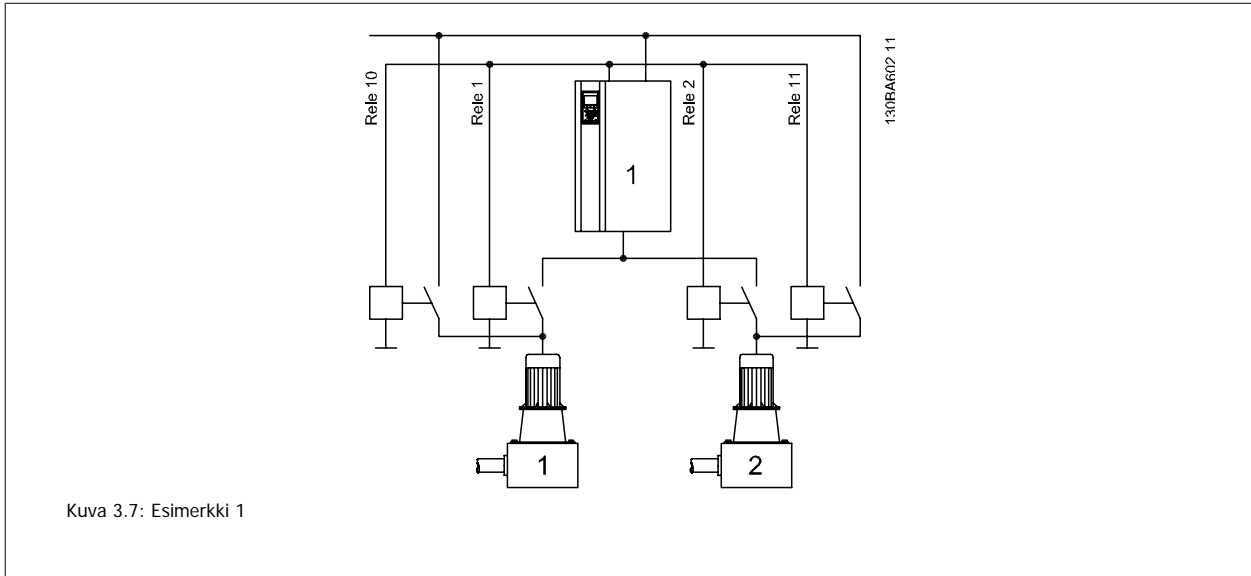 Rele 10
Rele 1
Rele 2
Rele 11
130BA602.11
1
1
2
Kuva 3.7: Esimerkki 1